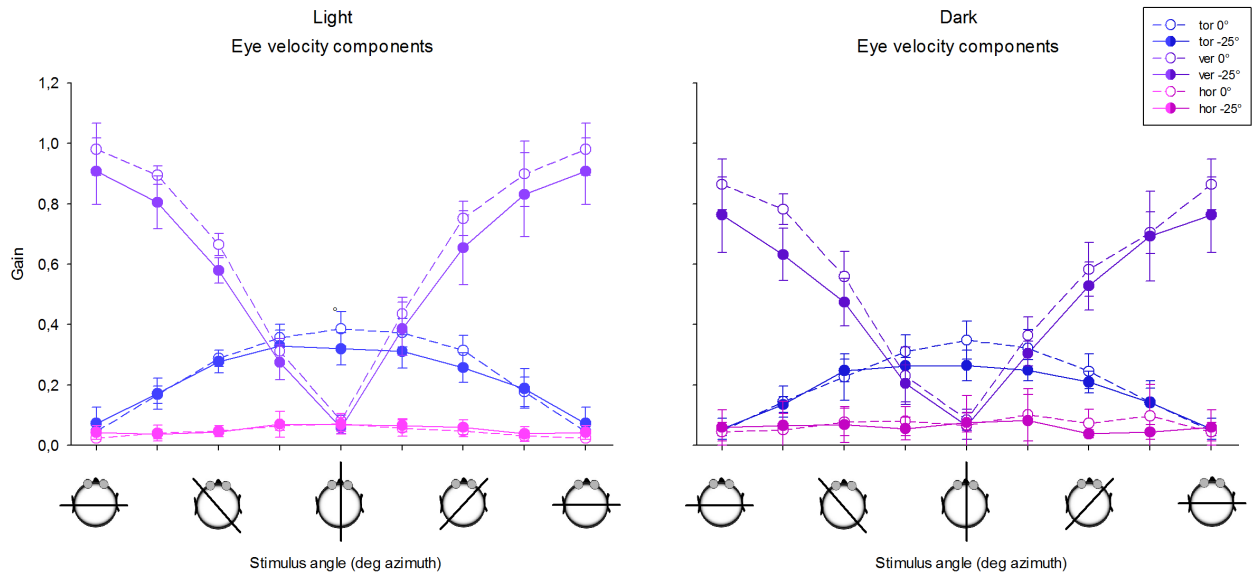 Light
Eye velocity components
Dark
Eye velocity components
tor 0°
tor -25°
ver 0°
ver -25°
hor 0°
hor -25°
1,2
1,0
0,8
0,6
0,4
0,2
0,0
Gain
Stimulus angle (deg azimuth)
Stimulus angle (deg azimuth)